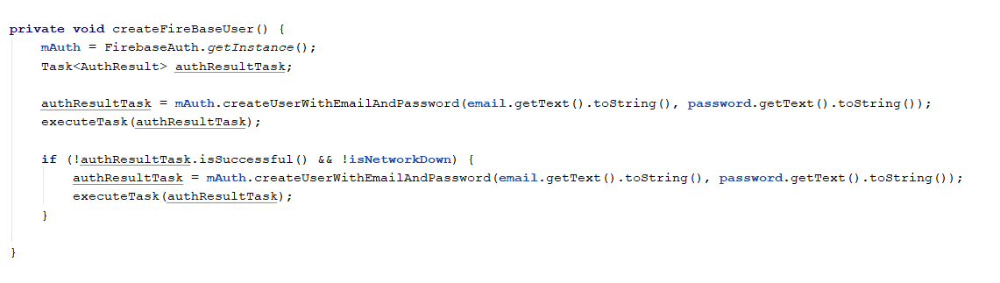 private void createFireBaseUser() {
    mAuth = FirebaseAuth.getInstance();
    Task<AuthResult> authResultTask;

    authResultTask = mAuth.createUserWithEmailAndPassword(email.getText().toString(), password.getText().toString());
    executeTask(authResultTask);

    if (!authResultTask.isSuccessful() && !isNetworkDown) {
        authResultTask = mAuth.createUserWithEmailAndPassword(email.getText().toString(), password.getText().toString());
        executeTask(authResultTask);
    }

}